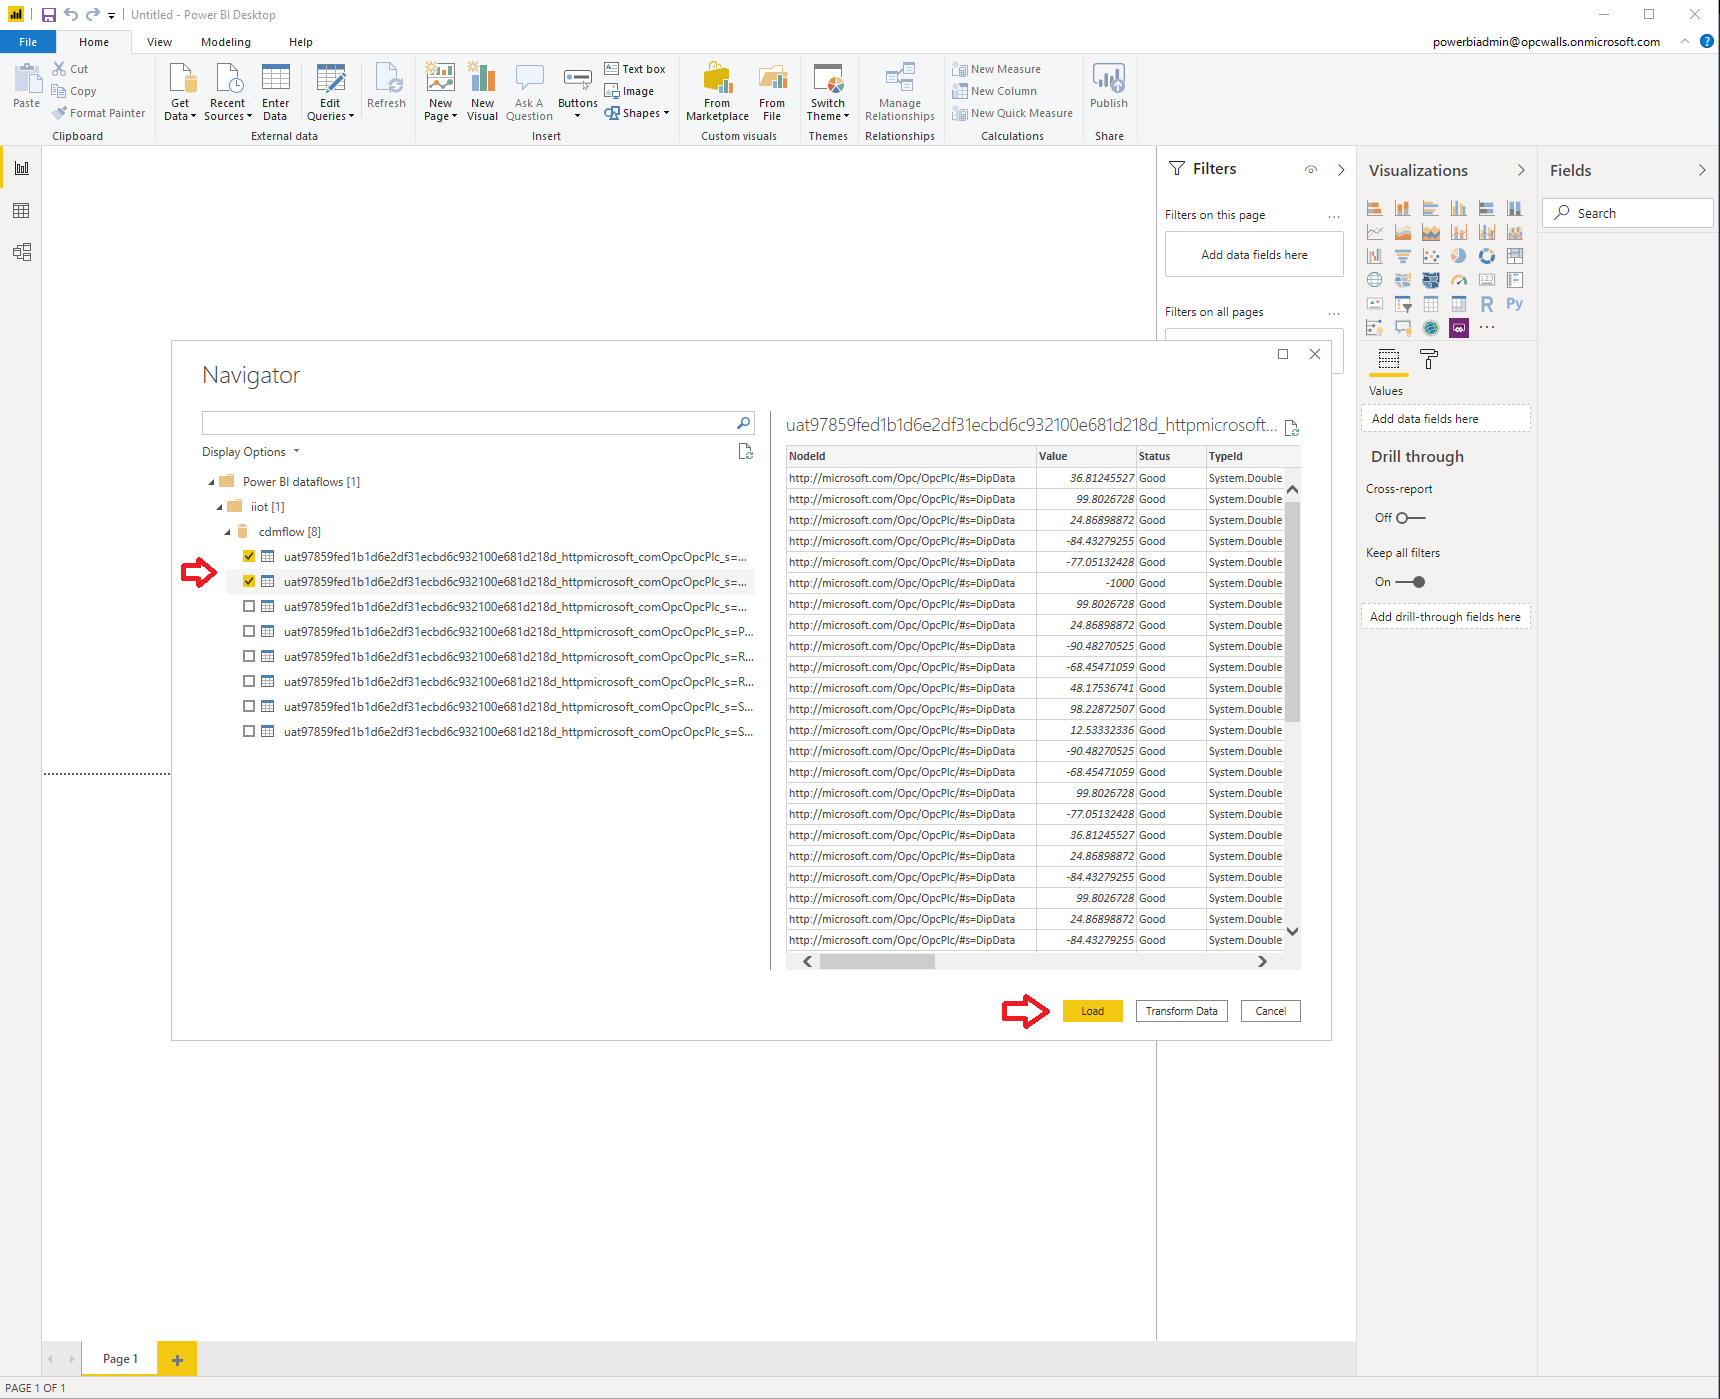 Untitled - Power BI Desktop
File Home View Modeling Help powerbiadmin@opcwalls.onmicrosoft.com ?
Paste Cut Copy Format Painter
Clipboard
Get Data Recent Sources Enter Data Edit Queries Refresh
External data
New Page New Visual Ask A Question Buttons Text box Image Shapes
Insert
From Marketplace From File
Custom visuals
Switch Theme
Themes
Manage Relationships
Relationships
New Measure
New Column
New Quick Measure
Calculations
Publish
Share
Filters
Filters on this page ...
Add data fields here
Filters on all pages ...
Visualizations
R Py
123
...
Values
Add data fields here
Drill through
Cross-report
Off
Keep all filters
On
Add drill-through fields here
Fields
Search
Navigator
Display Options
Power BI dataflows [1]
iiot [1]
cdmflow [8]
uat97859fed1b1d6e2df31ecbd6c932100e681d218d_httpmicrosoft_comOpcOpcPlc_s=...
uat97859fed1b1d6e2df31ecbd6c932100e681d218d_httpmicrosoft_comOpcOpcPlc_s=...
uat97859fed1b1d6e2df31ecbd6c932100e681d218d_httpmicrosoft_comOpcOpcPlc_s=...
uat97859fed1b1d6e2df31ecbd6c932100e681d218d_httpmicrosoft_comOpcOpcPlc_s=P...
uat97859fed1b1d6e2df31ecbd6c932100e681d218d_httpmicrosoft_comOpcOpcPlc_s=R...
uat97859fed1b1d6e2df31ecbd6c932100e681d218d_httpmicrosoft_comOpcOpcPlc_s=R...
uat97859fed1b1d6e2df31ecbd6c932100e681d218d_httpmicrosoft_comOpcOpcPlc_s=S...
uat97859fed1b1d6e2df31ecbd6c932100e681d218d_httpmicrosoft_comOpcOpcPlc_s=S...
uat97859fed1b1d6e2df31ecbd6c932100e681d218d_httpmicrosoft...
NodeId Value Status TypeId
http://microsoft.com/Opc/OpcPlc/#s=DipData 36.81245527 Good System.Double
http://microsoft.com/Opc/OpcPlc/#s=DipData 99.8026728 Good System.Double
http://microsoft.com/Opc/OpcPlc/#s=DipData 24.86898872 Good System.Double
http://microsoft.com/Opc/OpcPlc/#s=DipData -84.43279255 Good System.Double
http://microsoft.com/Opc/OpcPlc/#s=DipData -77.05132428 Good System.Double
http://microsoft.com/Opc/OpcPlc/#s=DipData -1000 Good System.Double
http://microsoft.com/Opc/OpcPlc/#s=DipData 99.8026728 Good System.Double
http://microsoft.com/Opc/OpcPlc/#s=DipData 24.86898872 Good System.Double
http://microsoft.com/Opc/OpcPlc/#s=DipData -90.48270525 Good System.Double
http://microsoft.com/Opc/OpcPlc/#s=DipData -68.45471059 Good System.Double
http://microsoft.com/Opc/OpcPlc/#s=DipData 48.17536741 Good System.Double
http://microsoft.com/Opc/OpcPlc/#s=DipData 98.22872507 Good System.Double
http://microsoft.com/Opc/OpcPlc/#s=DipData 12.53332336 Good System.Double
http://microsoft.com/Opc/OpcPlc/#s=DipData -90.48270525 Good System.Double
http://microsoft.com/Opc/OpcPlc/#s=DipData -68.45471059 Good System.Double
http://microsoft.com/Opc/OpcPlc/#s=DipData 99.8026728 Good System.Double
http://microsoft.com/Opc/OpcPlc/#s=DipData -77.05132428 Good System.Double
http://microsoft.com/Opc/OpcPlc/#s=DipData 36.81245527 Good System.Double
http://microsoft.com/Opc/OpcPlc/#s=DipData 24.86898872 Good System.Double
http://microsoft.com/Opc/OpcPlc/#s=DipData -84.43279255 Good System.Double
http://microsoft.com/Opc/OpcPlc/#s=DipData 99.8026728 Good System.Double
http://microsoft.com/Opc/OpcPlc/#s=DipData 24.86898872 Good System.Double
http://microsoft.com/Opc/OpcPlc/#s=DipData -84.43279255 Good System.Double
Load Transform Data Cancel
Page 1 +
PAGE 1 OF 1